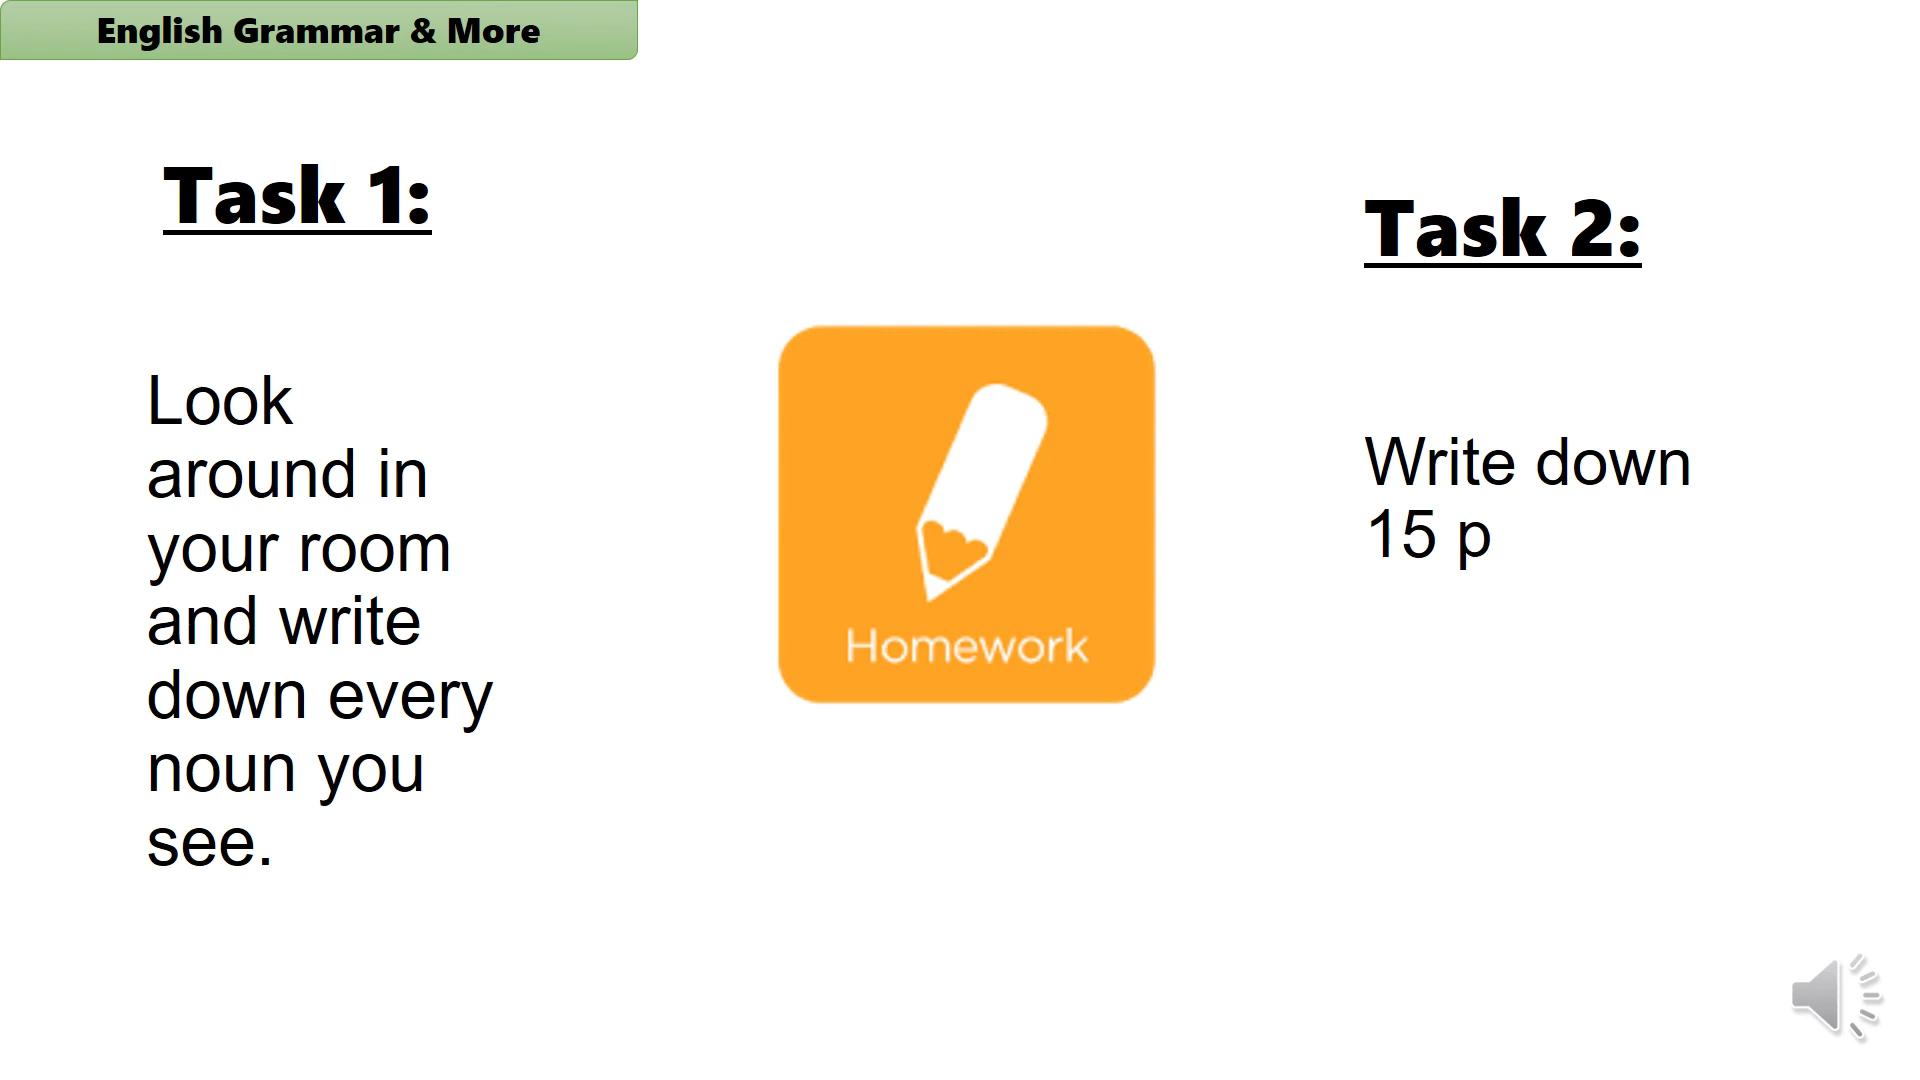 English Grammar & More
Task 1:
Look
around in
your room
and write
down every
noun you
see.
Homework
Task 2:
Write down
15 p